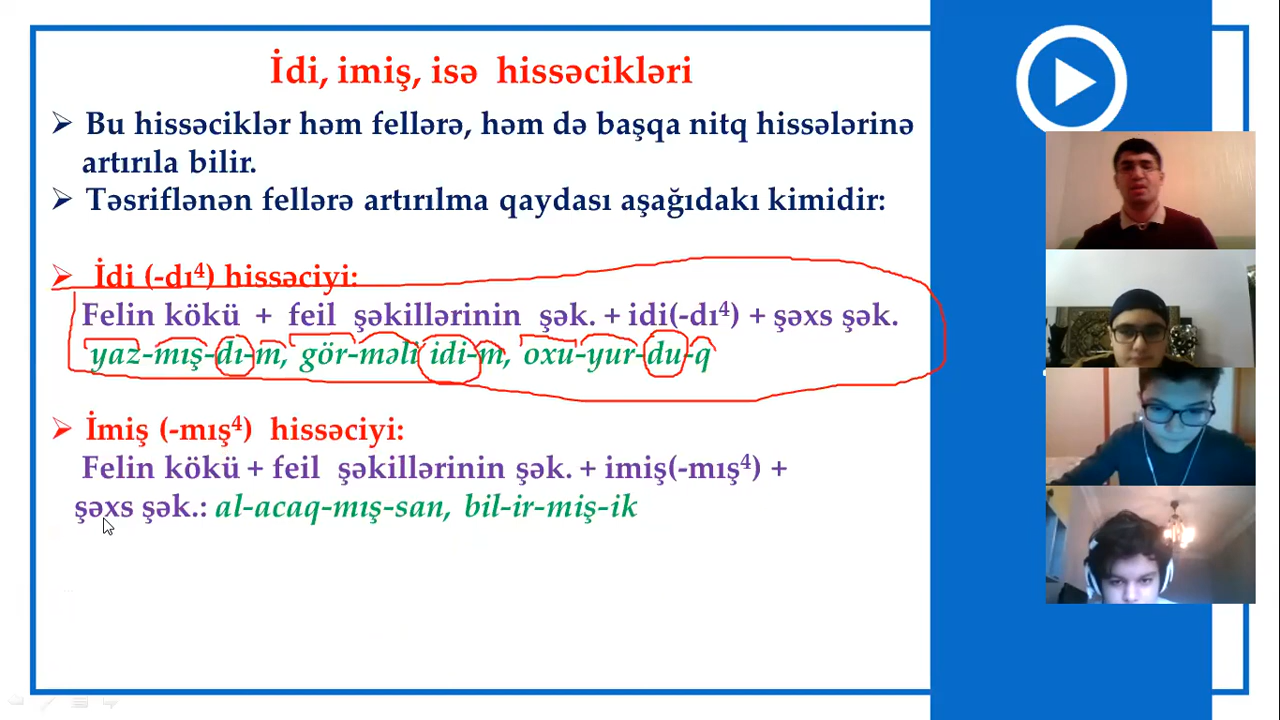 İdi, imiş, isə hissəcikləri
➢ Bu hissəciklər həm fellərə, həm də başqa nitq hissələrinə
artırıla bilir.
➢ Təsriflənən fellərə artırılma qaydası aşağıdakı kimidir:
➢ İdi (-dı⁴) hissəciyi:
Felin kökü + feil şəkillərinin şək. + idi(-dı⁴) + şəxs şək.
yaz-mış-dı-m, gör-məli idi-m, oxu-yur-du-q
➢ İmiş (-mış⁴) hissəciyi:
Felin kökü + feil şəkillərinin şək. + imiş(-mış⁴) +
şəxs şək.: al-acaq-mış-san, bil-ir-miş-ik